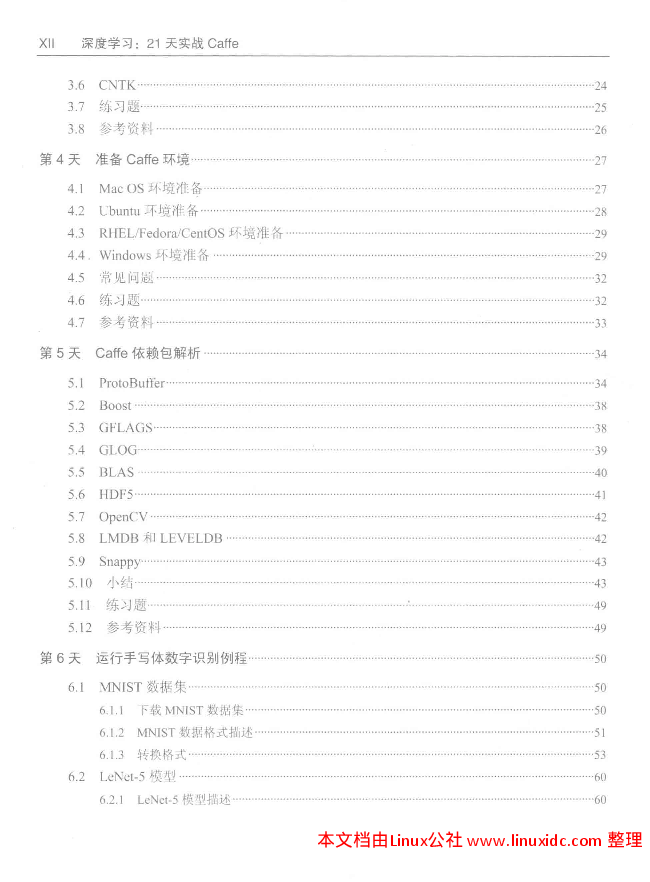 XII 深度学习：21 天实战 Caffe
3.6 CNTK 24
3.7 练习题 25
3.8 参考资料 26
第 4 天 准备 Caffe 环境 27
4.1 Mac OS 环境准备 27
4.2 Ubuntu 环境准备 28
4.3 RHEL/Fedora/CentOS 环境准备 29
4.4 Windows 环境准备 29
4.5 常见问题 32
4.6 练习题 32
4.7 参考资料 33
第 5 天 Caffe 依赖包解析 34
5.1 ProtoBuffer 34
5.2 Boost 38
5.3 GFLAGS 38
5.4 GLOG 39
5.5 BLAS 40
5.6 HDF5 41
5.7 OpenCV 42
5.8 LMDB 和 LEVELDB 42
5.9 Snappy 43
5.10 小结 43
5.11 练习题 49
5.12 参考资料 49
第 6 天 运行手写体数字识别例程 50
6.1 MNIST 数据集 50
6.1.1 下载 MNIST 数据集 50
6.1.2 MNIST 数据格式描述 51
6.1.3 转换格式 53
6.2 LeNet-5 模型 60
6.2.1 LeNet-5 模型描述 60
本文档由Linux公社 www.linuxidc.com 整理